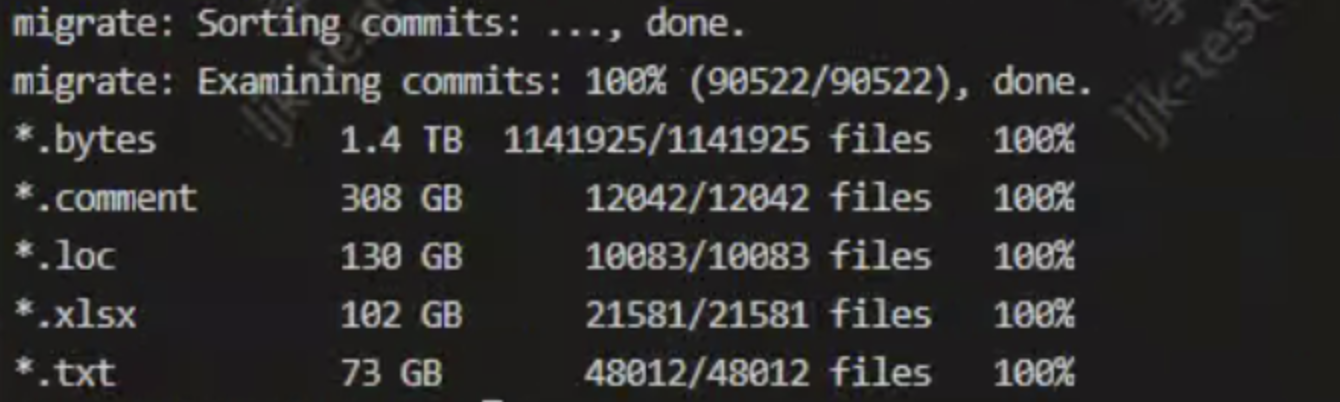 migrate: Sorting commits: ..., done.
migrate: Examining commits: 100% (90522/90522), done.
*.bytes 1.4 TB 1141925/1141925 files 100%
*.comment 308 GB 12042/12042 files 100%
*.loc 130 GB 10083/10083 files 100%
*.xlsx 102 GB 21581/21581 files 100%
*.txt 73 GB 48012/48012 files 100%
ljk-test
ljk-test